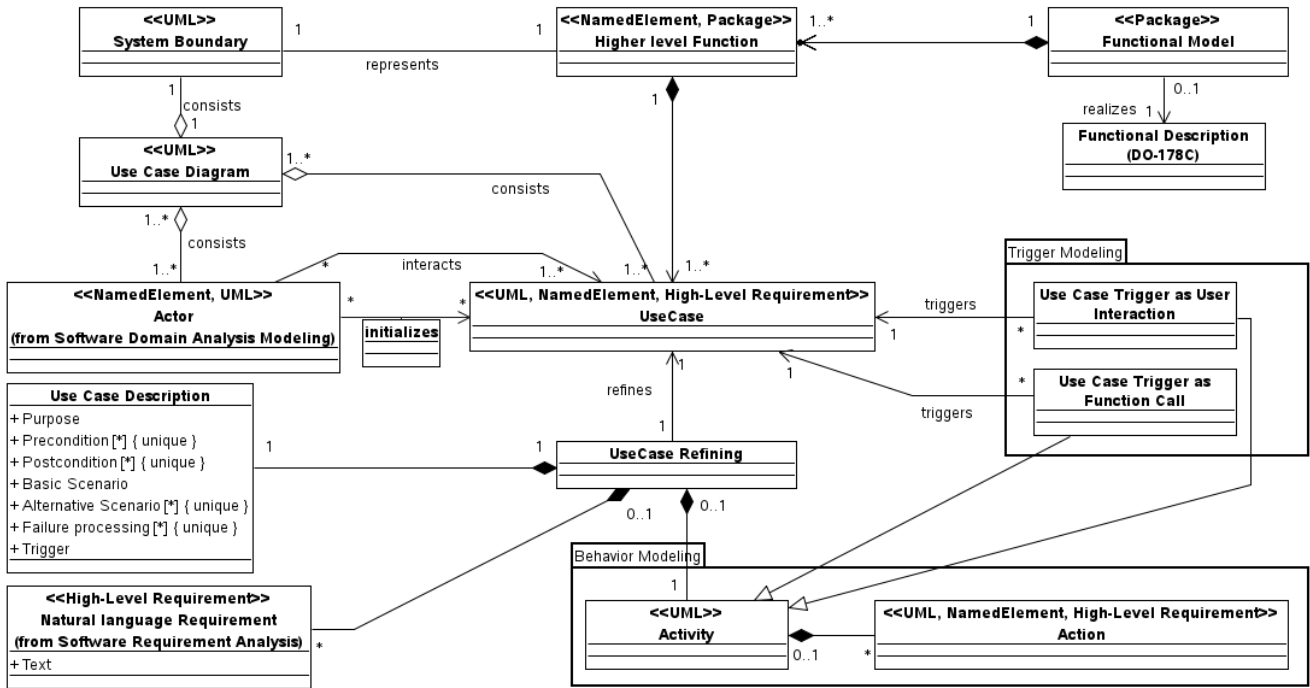 <<UML>>
System Boundary
1
1
represents
<<NamedElement, Package>>
Higher level Function
1..*
1
<<Package>>
Functional Model
1
consists
1
1
0..1
realizes
1
Functional Description
(DO-178C)
<<UML>>
Use Case Diagram
1..*
consists
1..*
consists
1..*
*
interacts
1..*
1..*
1..*
<<NamedElement, UML>>
Actor
(from Software Domain Analysis Modeling)
*
*
initializes
<<UML, NamedElement, High-Level Requirement>>
UseCase
Trigger Modeling
Use Case Trigger as User
Interaction
triggers
1
*
Use Case Trigger as
Function Call
1
*
triggers
1
refines
1
Use Case Description
+ Purpose
+ Precondition [*] { unique }
+ Postcondition [*] { unique }
+ Basic Scenario
+ Alternative Scenario [*] { unique }
+ Failure processing [*] { unique }
+ Trigger
1
1
UseCase Refining
0..1
0..1
Behavior Modeling
1
<<High-Level Requirement>>
Natural language Requirement
(from Software Requirement Analysis)
+ Text
*
<<UML>>
Activity
0..1
*
<<UML, NamedElement, High-Level Requirement>>
Action